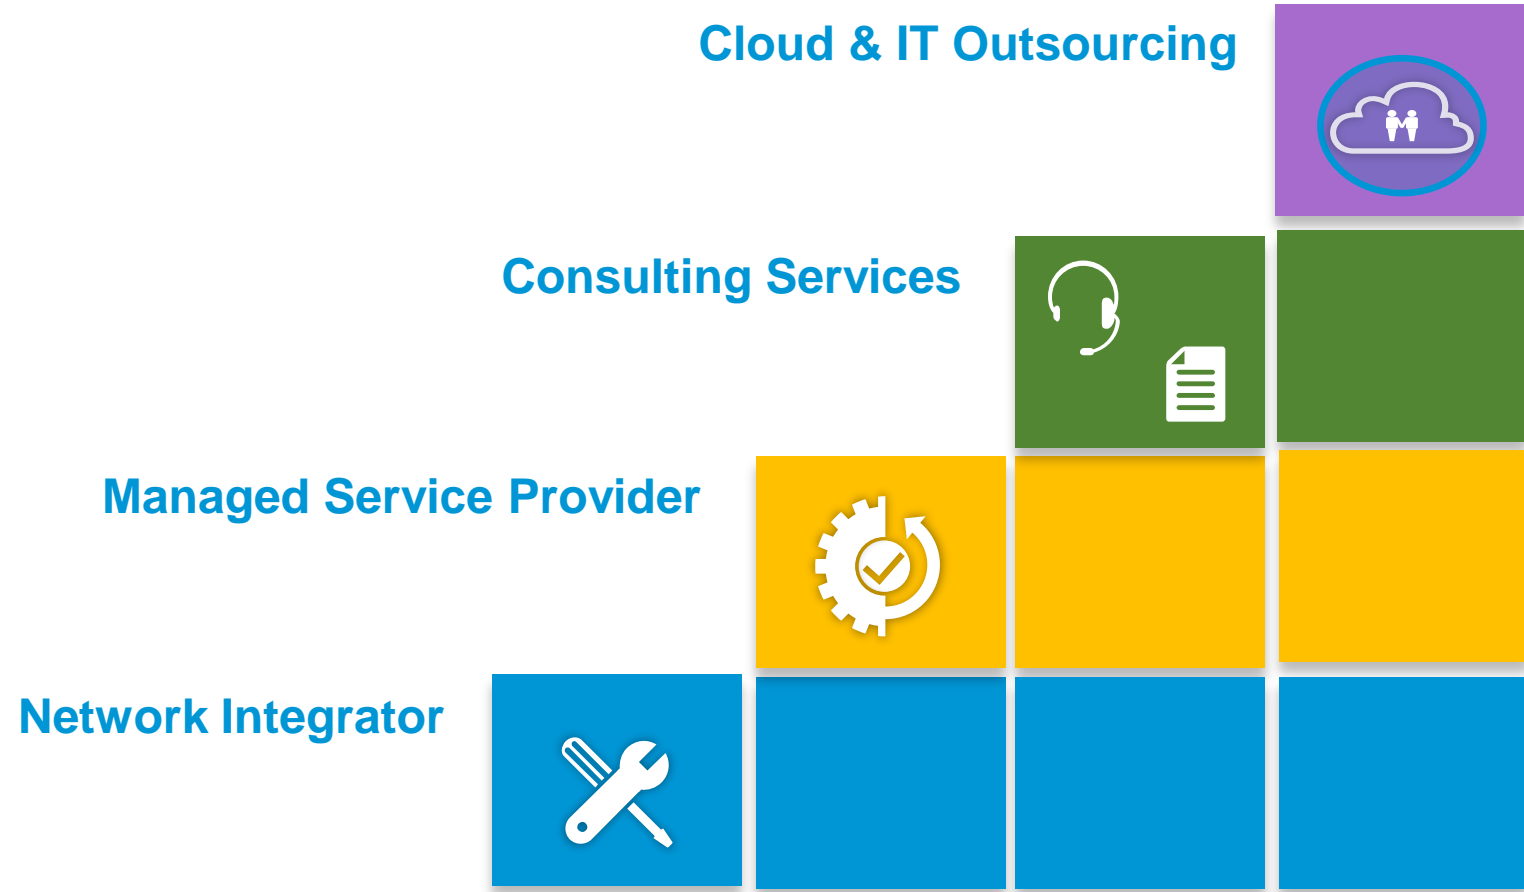 Cloud & IT Outsourcing
Consulting Services
Managed Service Provider
Network Integrator